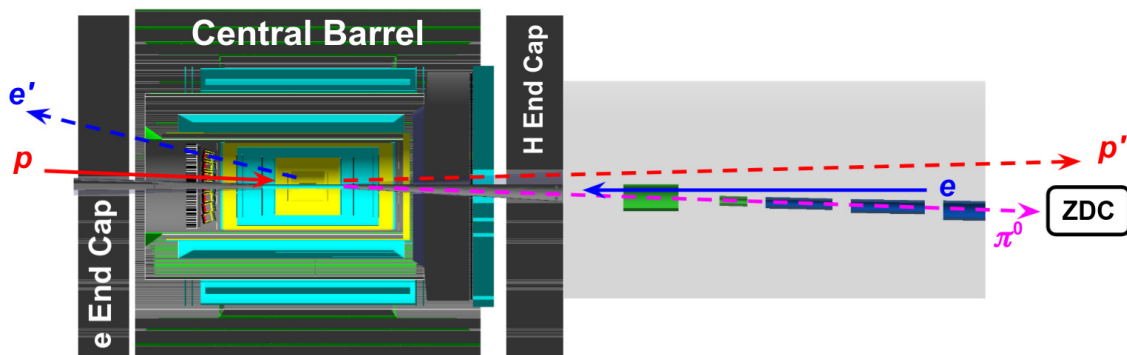 Central Barrel
e End Cap
H End Cap
e'
p
p'
e
π⁰
ZDC